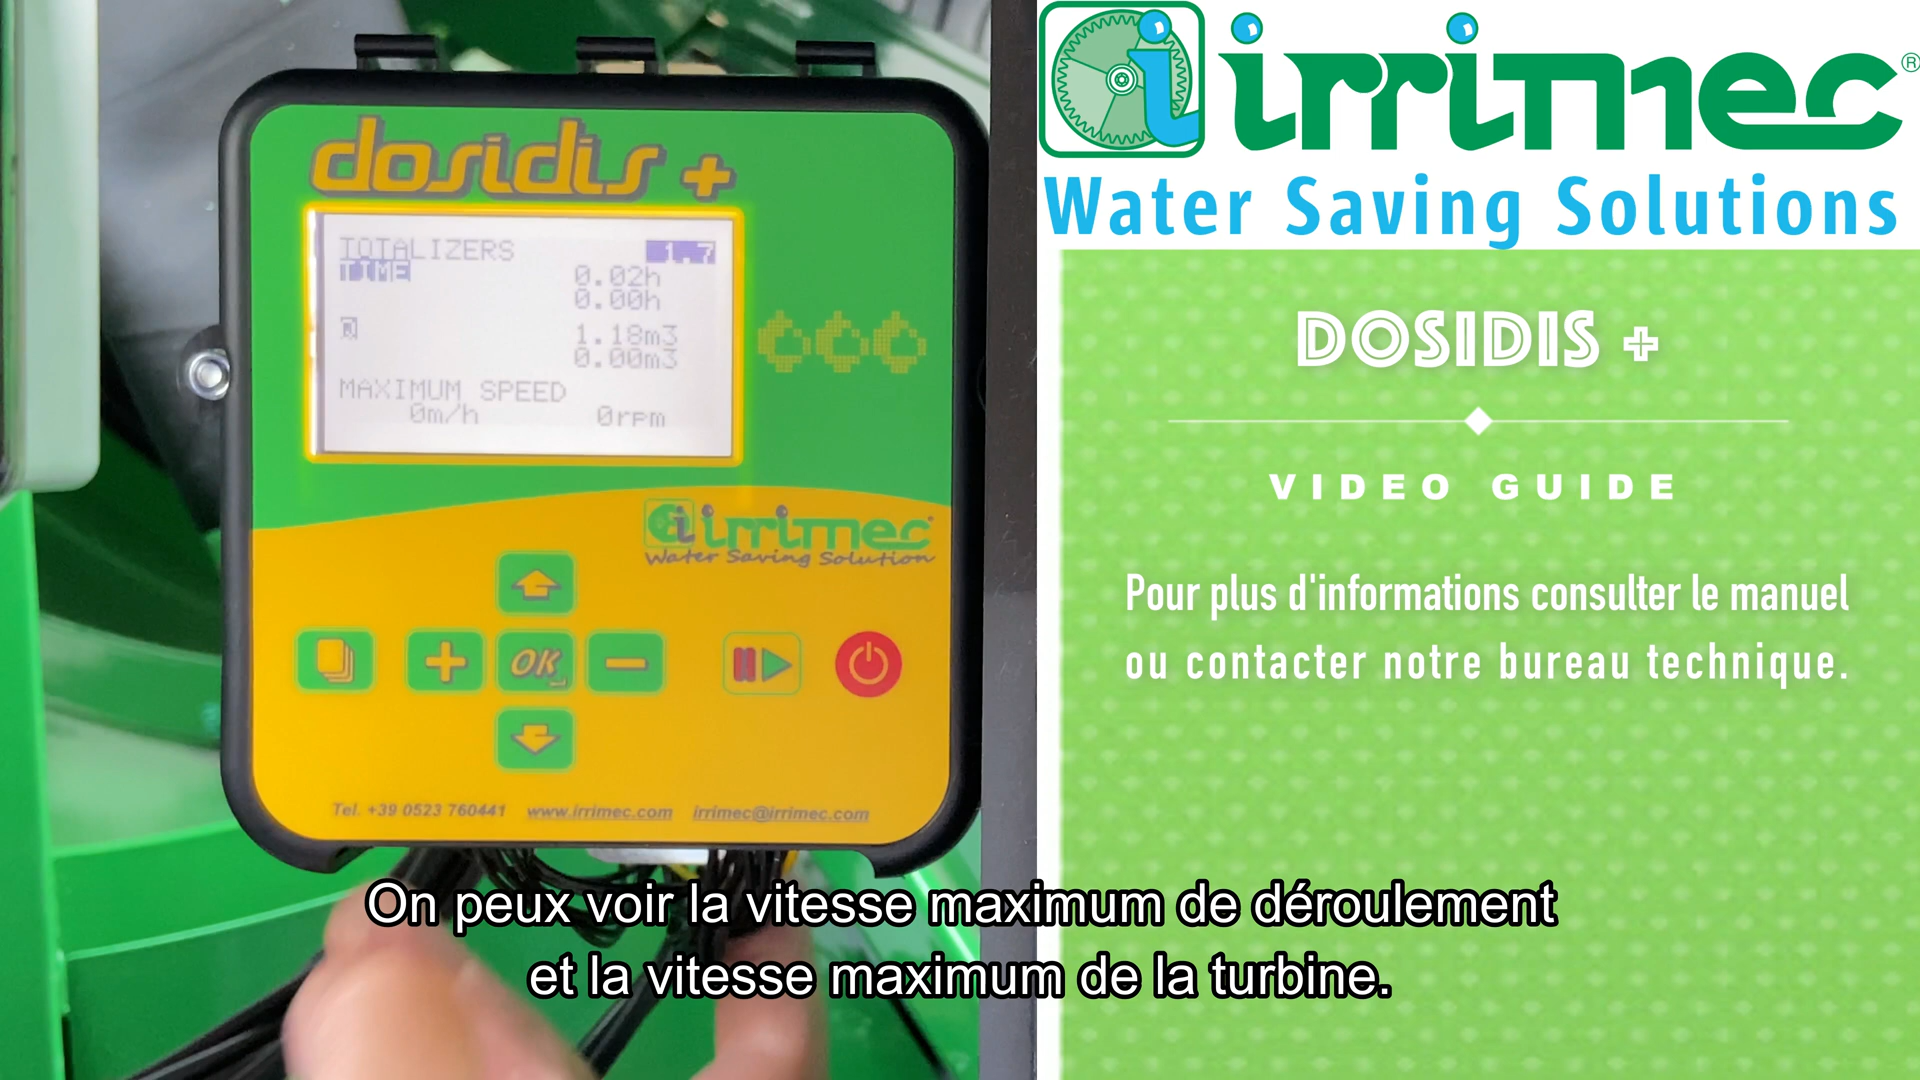 dosidis +
TOTALIZERS 1.7
TIME 0.02h
0.00h
Q 1.18m3
0.00m3
MAXIMUM SPEED
0m/h 0rpm
irrimec
Water Saving Solution
OK
Tel. +39 0523 760441 www.irrimec.com irrimec@irrimec.com
irrimec®
Water Saving Solutions
DOSIDIS +
VIDEO GUIDE
Pour plus d'informations consulter le manuel
ou contacter notre bureau technique.
On peux voir la vitesse maximum de déroulement
et la vitesse maximum de la turbine.